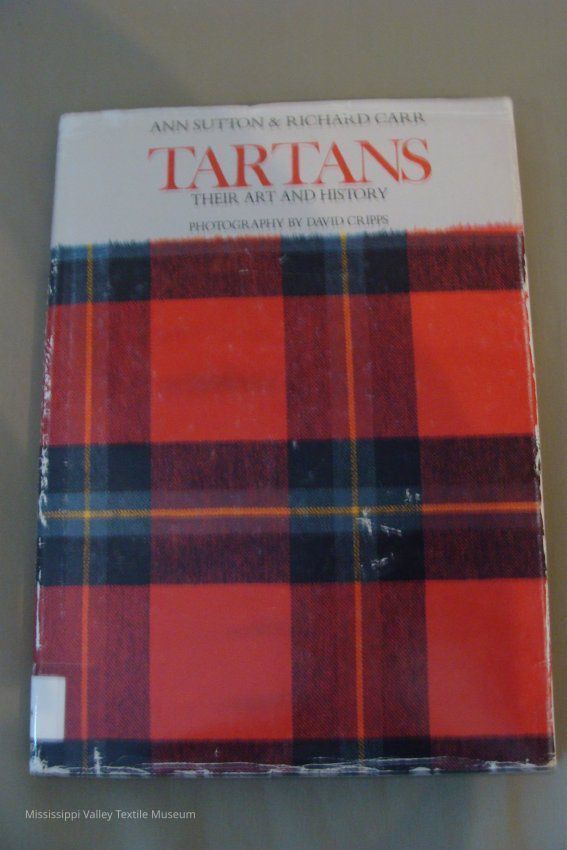 ANN SUTTON & RICHARD CARR
TARTANS
THEIR ART AND HISTORY
PHOTOGRAPHY BY DAVID CRIPPS
Mississippi Valley Textile Museum